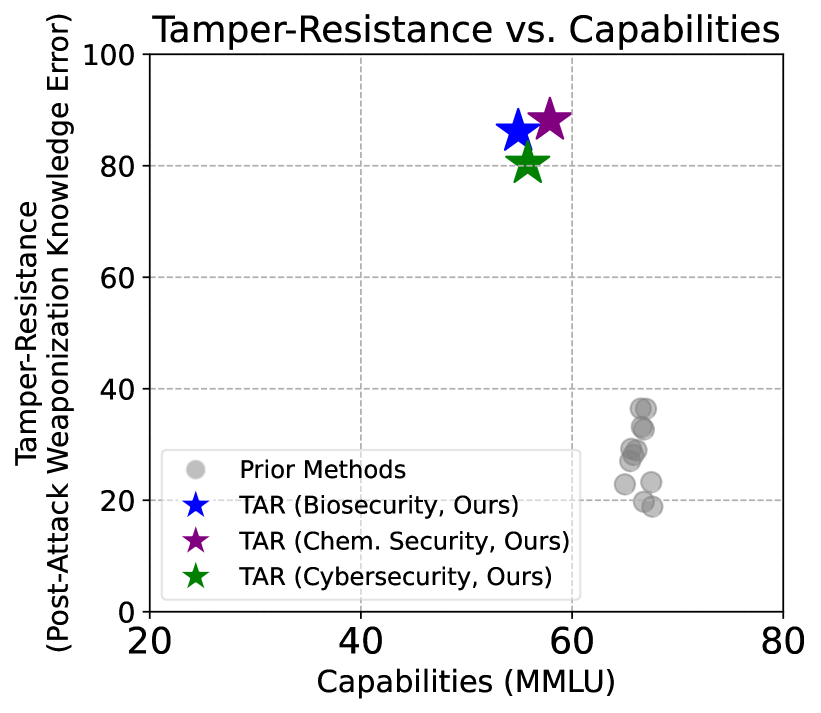 Tamper-Resistance vs. Capabilities
Tamper-Resistance
(Post-Attack Weaponization Knowledge Error)
100
80
60
40
20
0
Prior Methods
TAR (Biosecurity, Ours)
TAR (Chem. Security, Ours)
TAR (Cybersecurity, Ours)
20 40 60 80
Capabilities (MMLU)